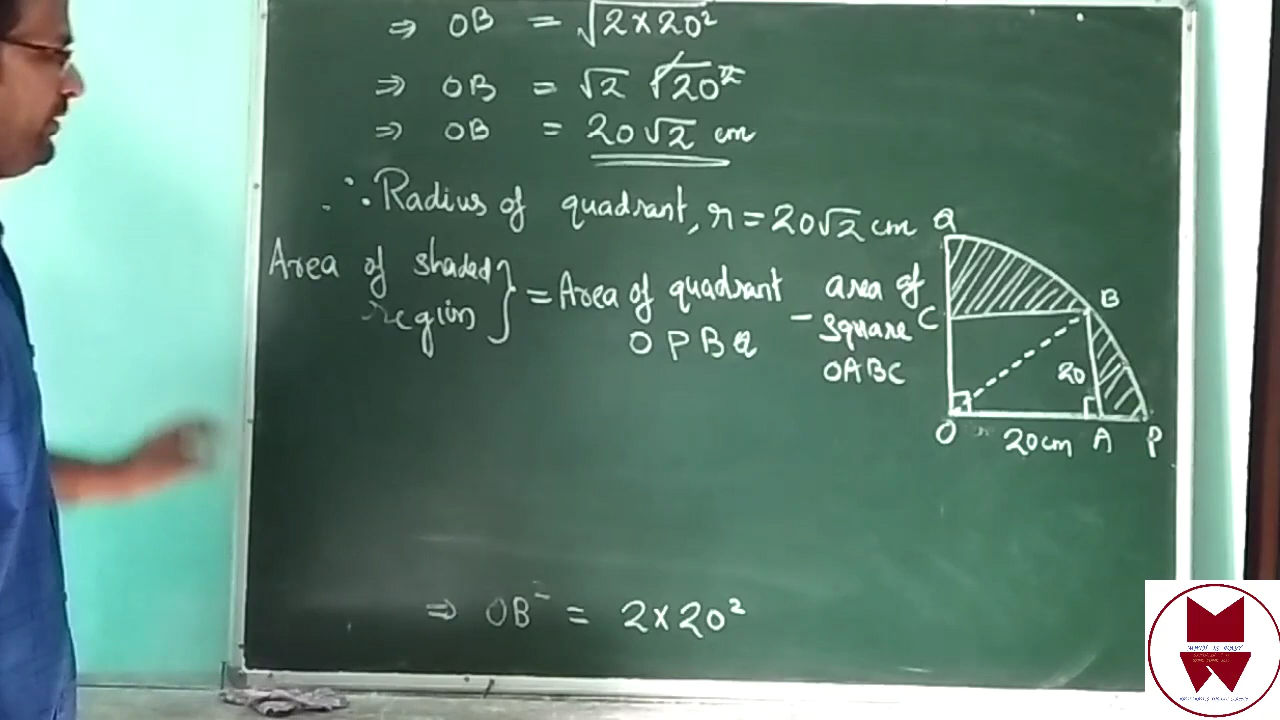 ⇒ OB = √2×20²
⇒ OB = √2 √20²
⇒ OB = 20√2 cm
∴ Radius of quadrant, r = 20√2 cm
Area of shaded region } = Area of quadrant OPBQ − area of square OABC
Q
B
C
20
O 20cm A P
⇒ OB² = 2×20²